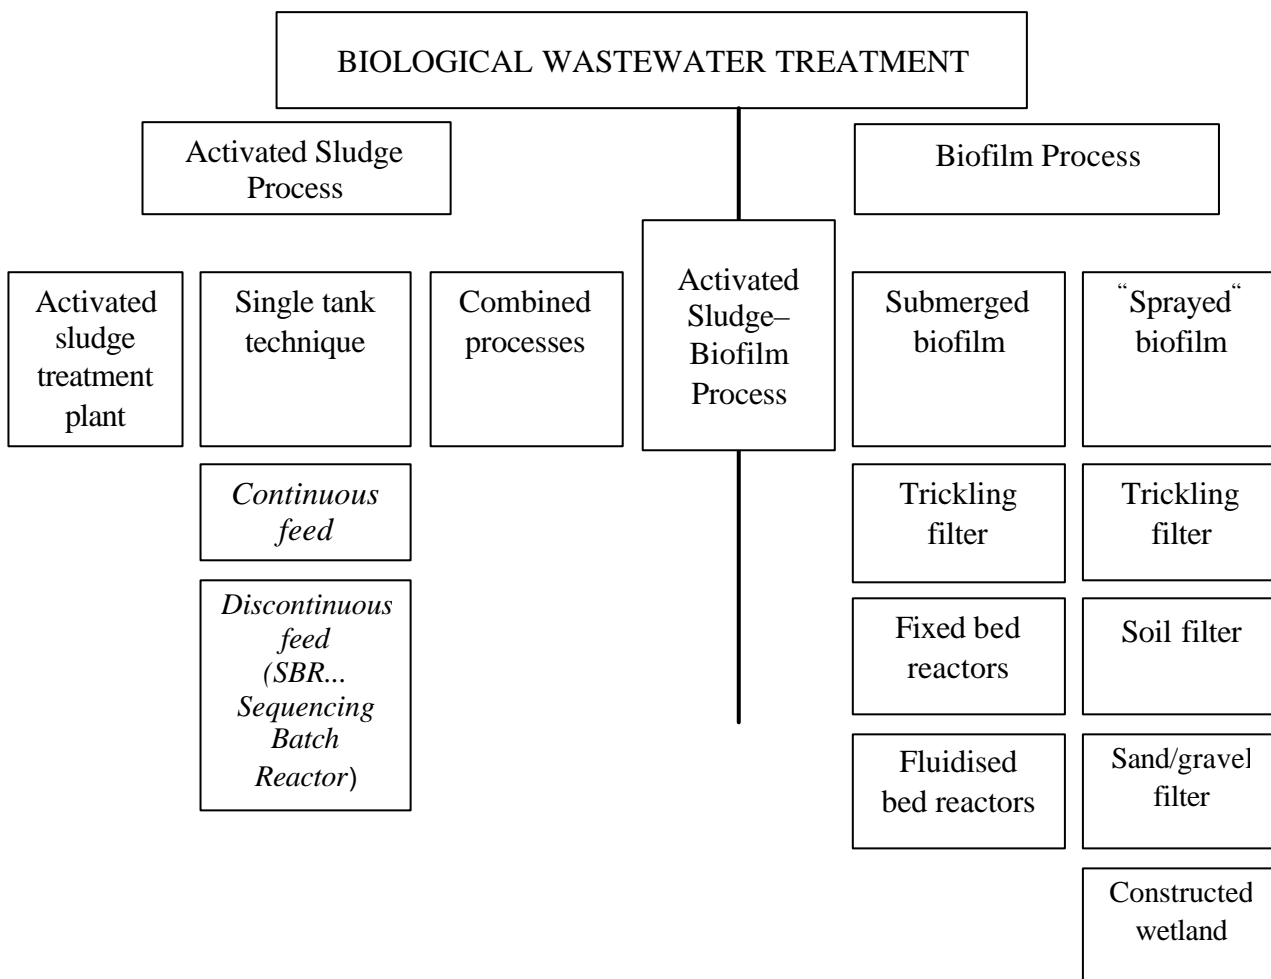 BIOLOGICAL WASTEWATER TREATMENT
Activated Sludge
Process
Biofilm Process
Activated
sludge
treatment
plant
Single tank
technique
Combined
processes
Activated
Sludge–
Biofilm
Process
Submerged
biofilm
“Sprayed“
biofilm
Continuous
feed
Discontinuous
feed
(SBR...
Sequencing
Batch
Reactor)
Trickling
filter
Fixed bed
reactors
Fluidised
bed reactors
Trickling
filter
Soil filter
Sand/gravel
filter
Constructed
wetland